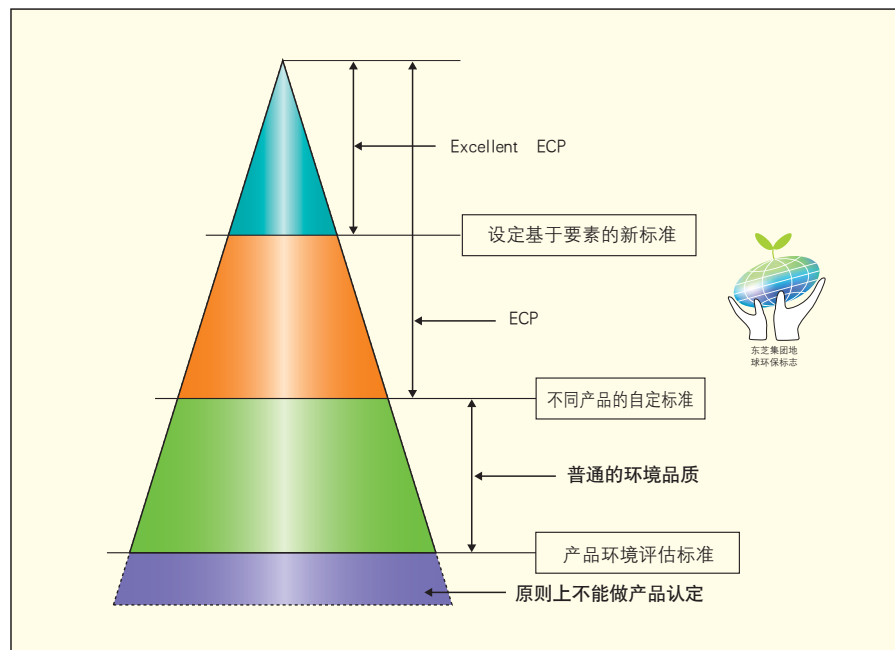 Excellent ECP
设定基于要素的新标准
ECP
东芝集团地
球环保标志
不同产品的自定标准
普通的环境品质
产品环境评估标准
原则上不能做产品认定